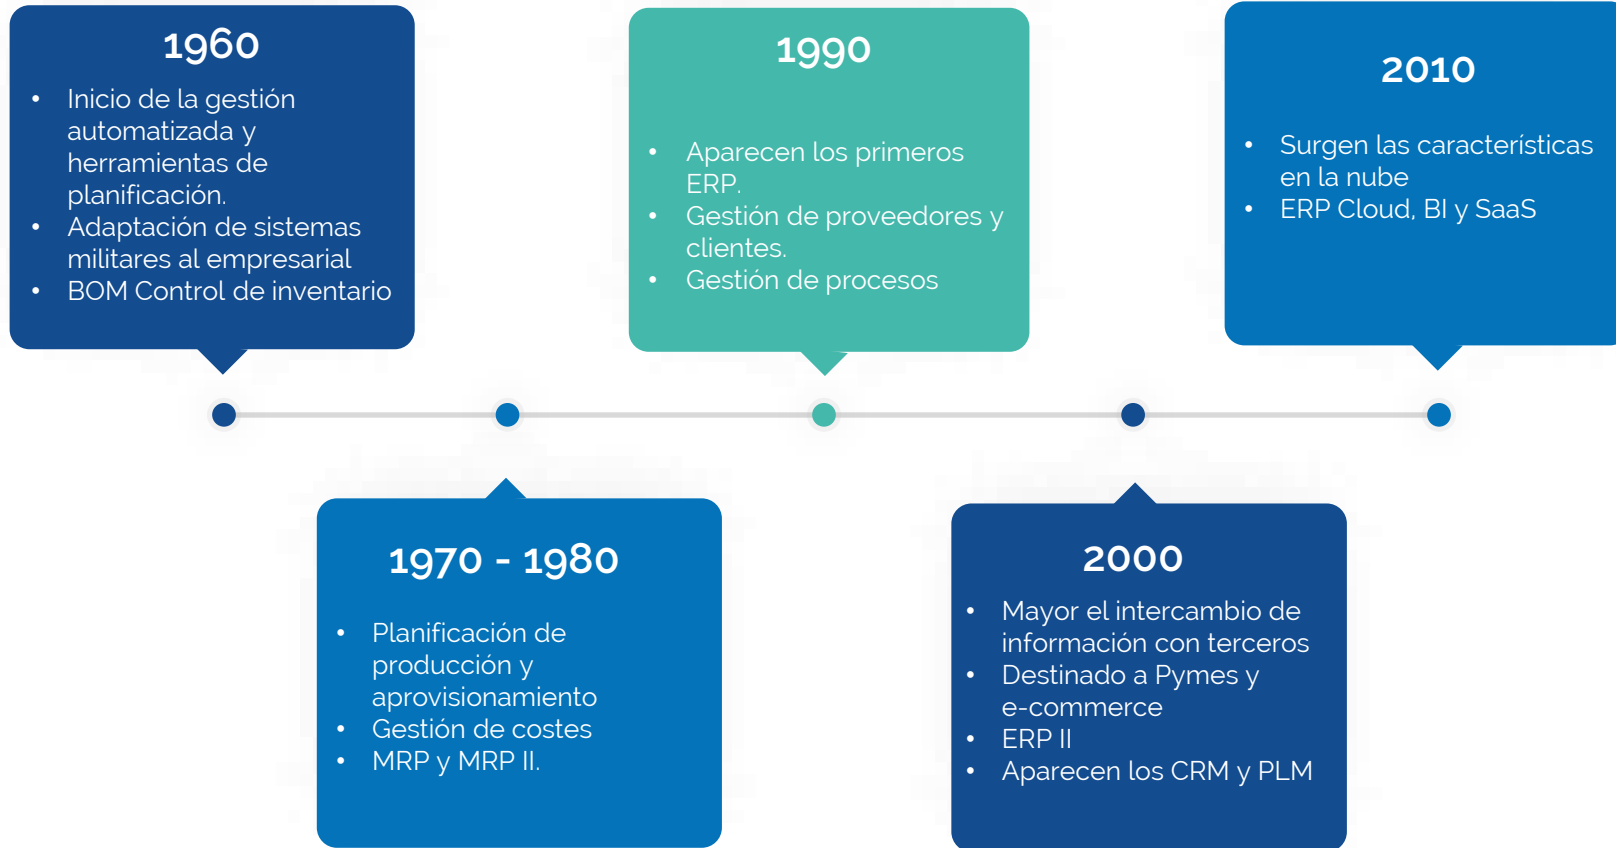 1960
• Inicio de la gestión
automatizada y
herramientas de
planificación.
• Adaptación de sistemas
militares al empresarial
• BOM Control de inventario
1970 - 1980
• Planificación de
producción y
aprovisionamiento
• Gestión de costes
• MRP y MRP II.
1990
• Aparecen los primeros
ERP.
• Gestión de proveedores y
clientes.
• Gestión de procesos
2000
• Mayor el intercambio de
información con terceros
• Destinado a Pymes y
e-commerce
• ERP II
• Aparecen los CRM y PLM
2010
• Surgen las características
en la nube
• ERP Cloud, BI y SaaS